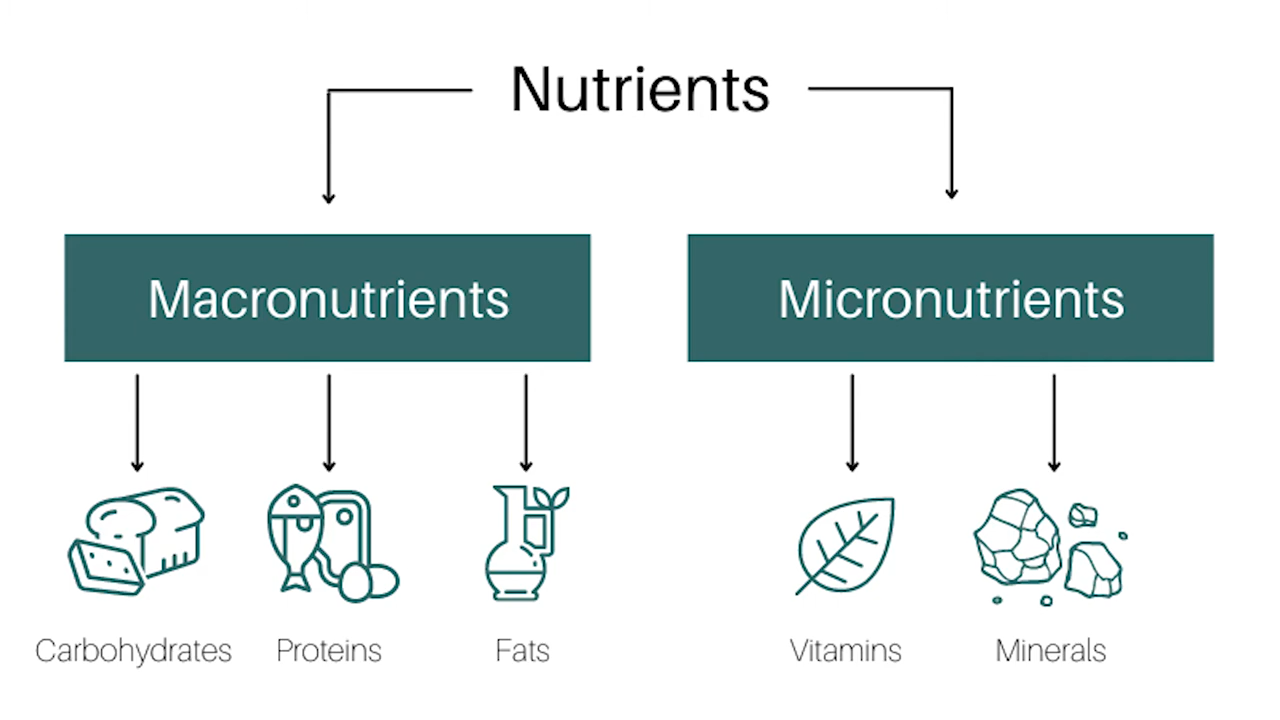 Nutrients
Macronutrients
Micronutrients
Carbohydrates
Proteins
Fats
Vitamins
Minerals